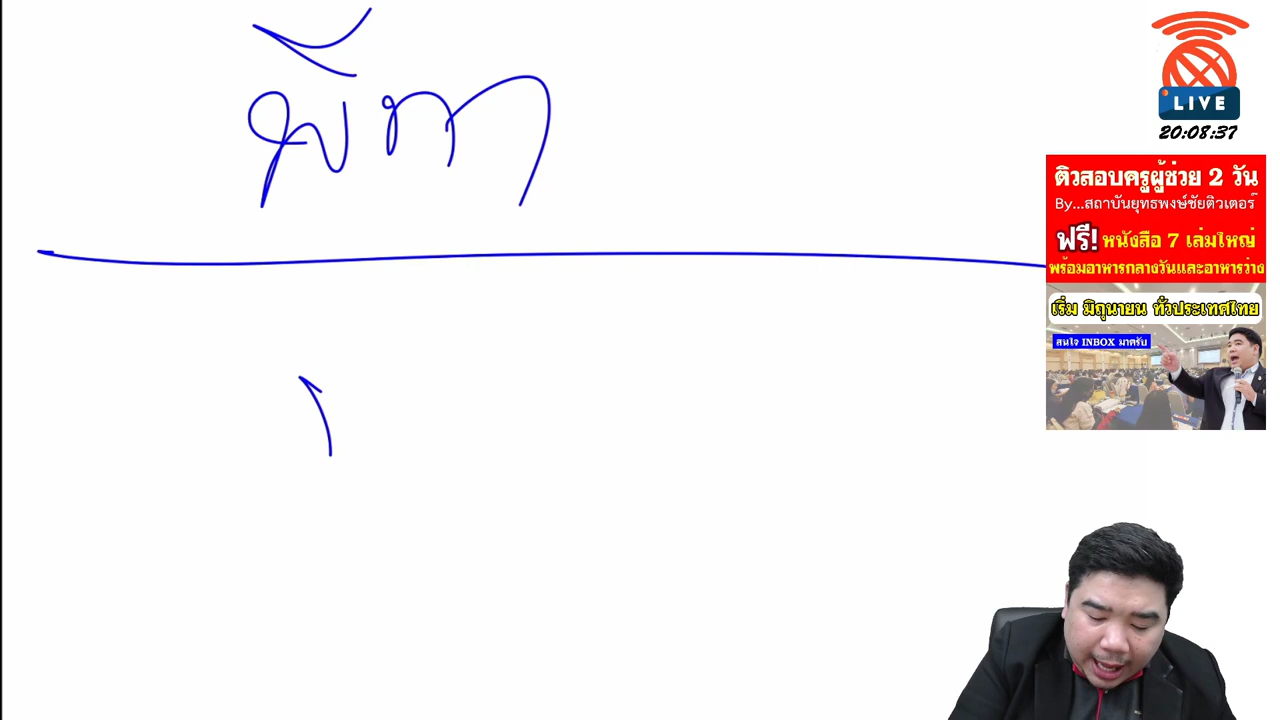 LIVE
20:08:37
ติวสอบครูผู้ช่วย 2 วัน
By...สถาบันยุทธพงษ์ชัยติวเตอร์
ฟรี! หนังสือ 7 เล่มใหญ่
พร้อมอาหารกลางวันและอาหารว่าง
เริ่ม มิถุนายน ทั่วประเทศไทย
สนใจ INBOX มาครับ